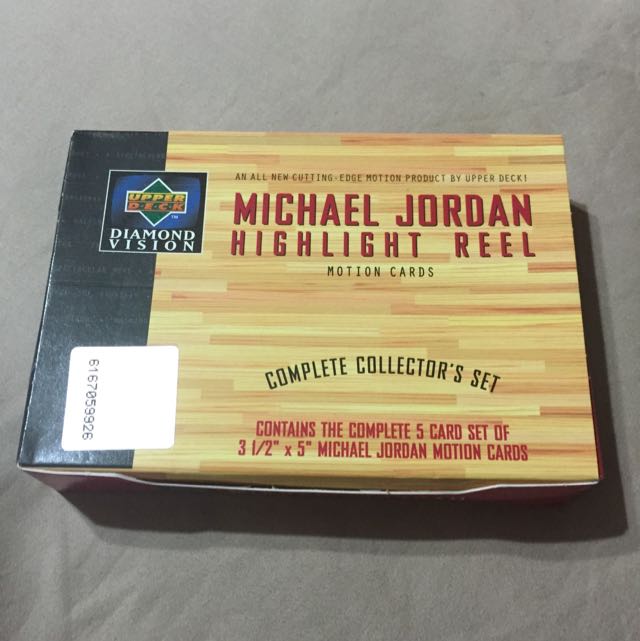 AN ALL NEW CUTTING-EDGE MOTION PRODUCT BY UPPER DECK!
MICHAEL JORDAN
HIGHLIGHT REEL
MOTION CARDS
UPPER
DECK
TM
DIAMOND
VISION
COMPLETE COLLECTOR'S SET
CONTAINS THE COMPLETE 5 CARD SET OF
3 1/2" x 5" MICHAEL JORDAN MOTION CARDS
6167059926